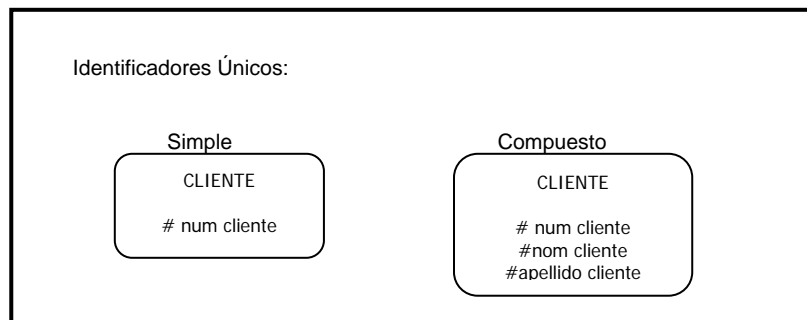 Identificadores Únicos:
Simple
CLIENTE
# num cliente
Compuesto
CLIENTE
# num cliente
#nom cliente
#apellido cliente